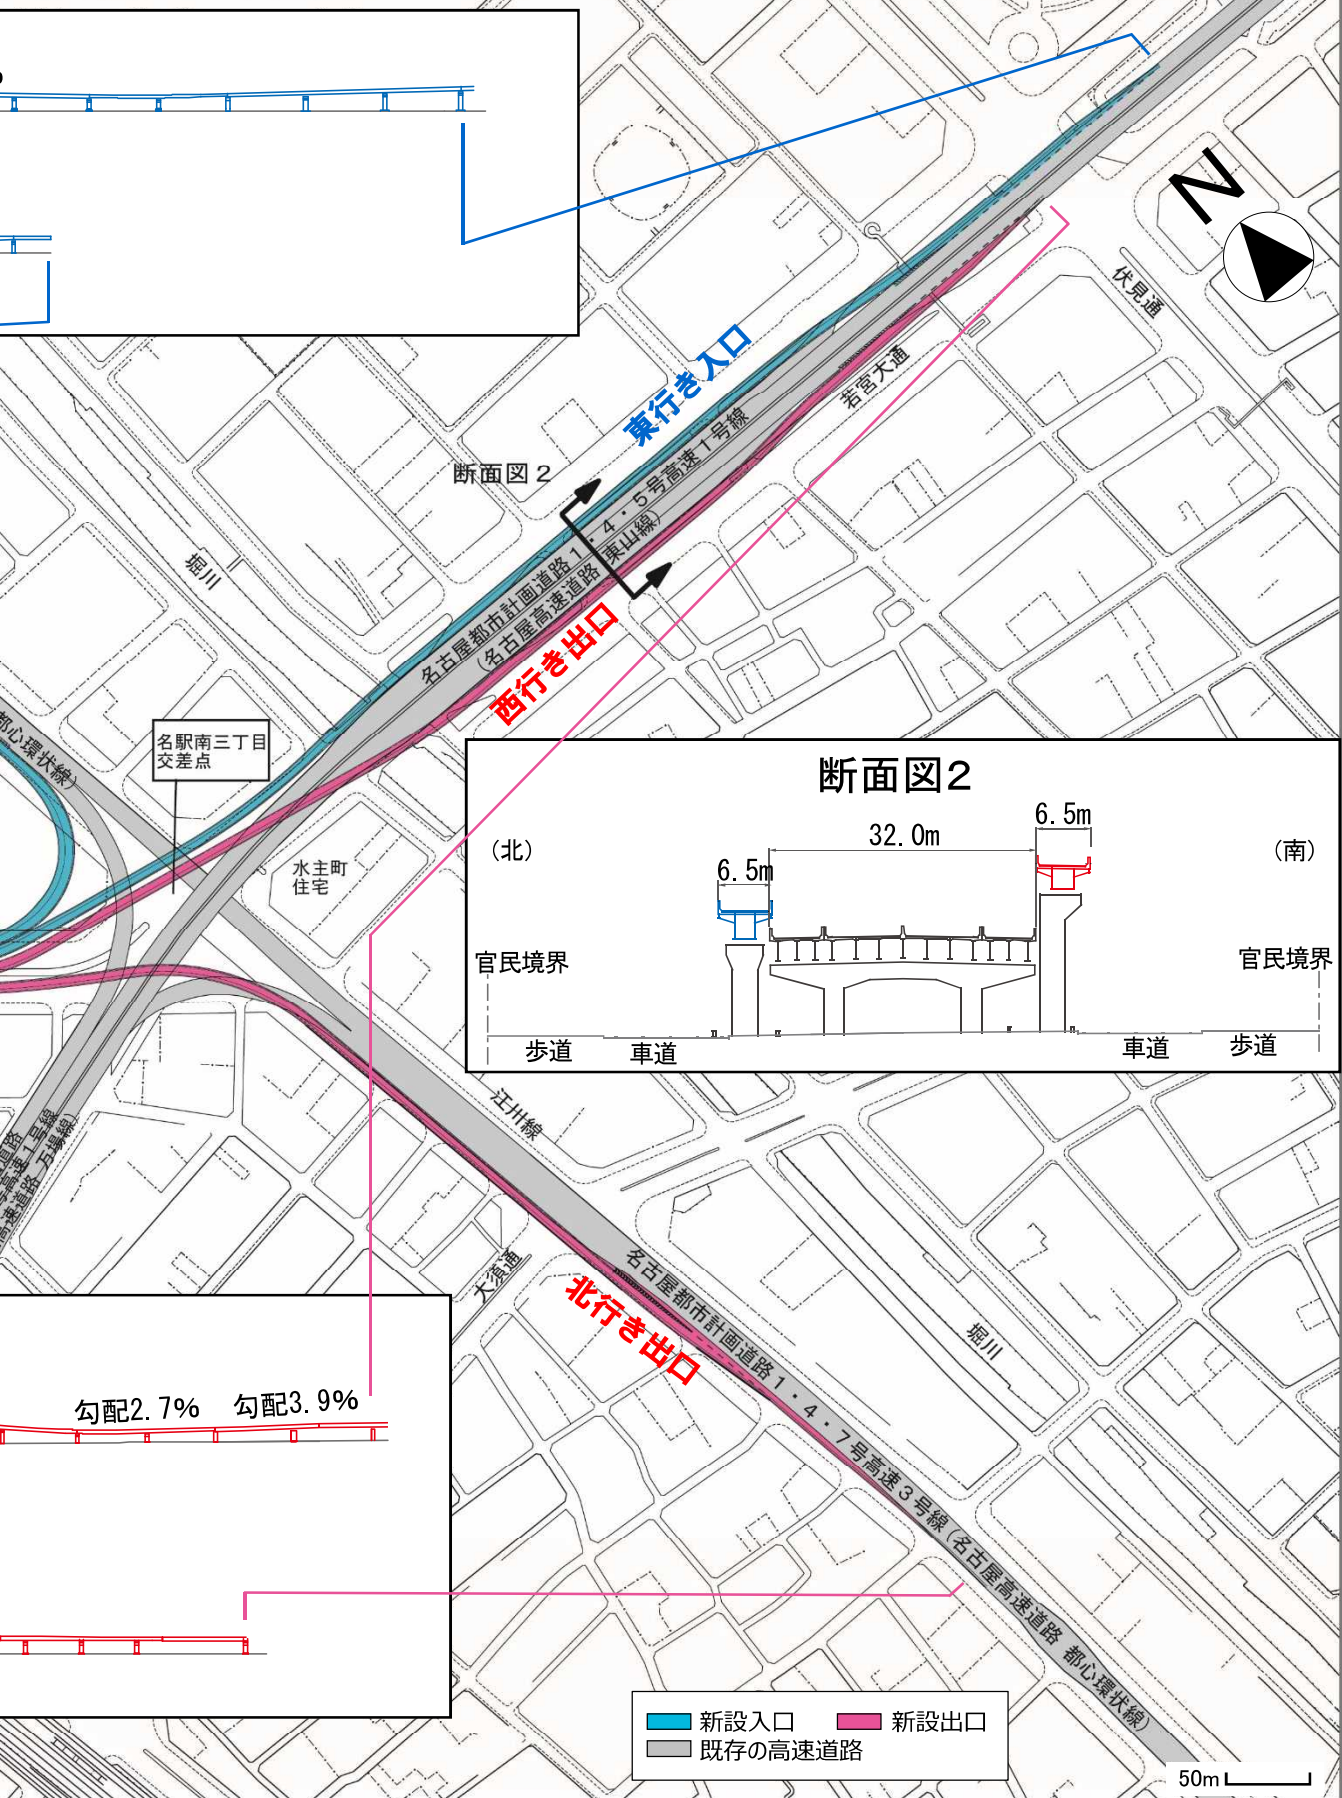 N
伏見通
東行き入口
若宮大通
断面図2
名古屋都市計画道路1・4・5号高速1号線
(名古屋高速道路 東山線)
堀川
西行き出口
都心環状線)
名駅南三丁目
交差点
水主町
住宅
断面図2
(北)
(南)
6.5m
32.0m
6.5m
官民境界
官民境界
歩道
車道
車道
歩道
江川線
大須通
名古屋都市計画道路1・4・7号高速3号線(名古屋高速道路 都心環状線)
北行き出口
堀川
勾配2.7%
勾配3.9%
新設入口
新設出口
既存の高速道路
50m